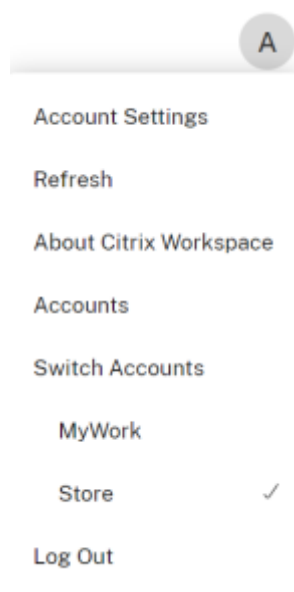 A
Account Settings
Refresh
About Citrix Workspace
Accounts
Switch Accounts
MyWork
Store
Log Out